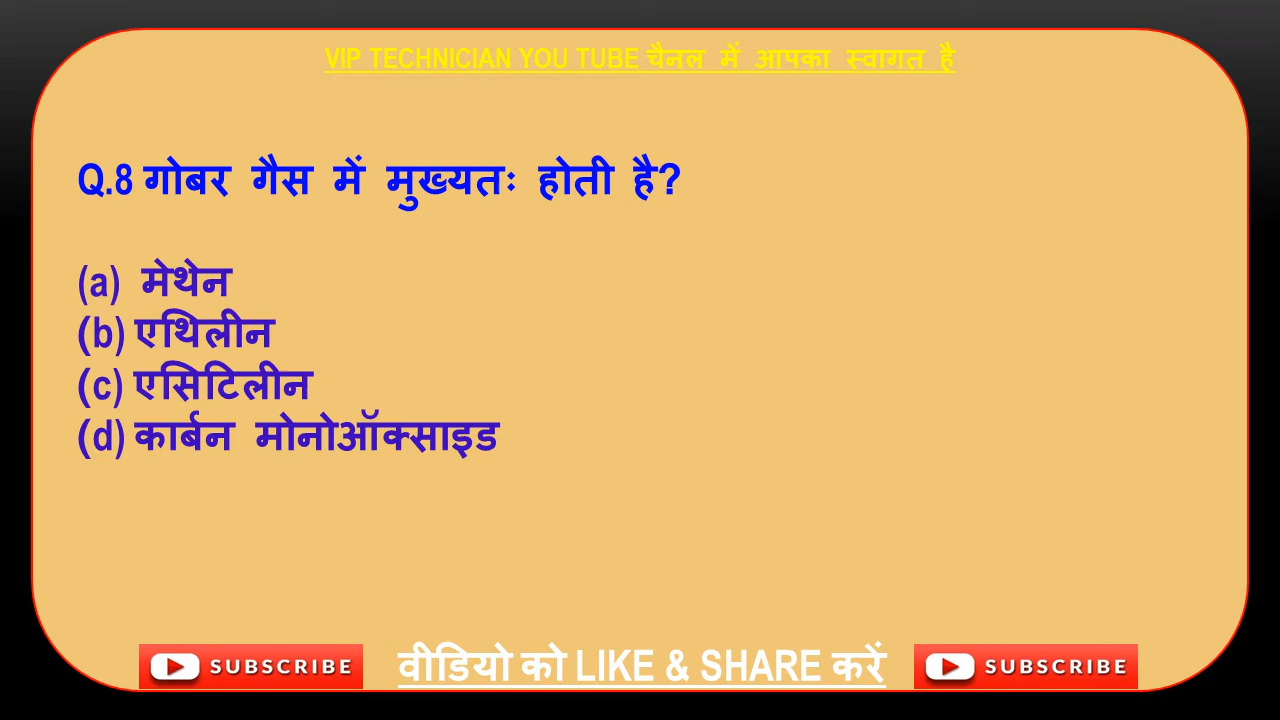 VIP TECHNICIAN YOU TUBE चैनल में आपका स्वागत है
Q.8 गोबर गैस में मुख्यतः होती है?
(a) मेथेन
(b) एथिलीन
(c) एसिटिलीन
(d) कार्बन मोनोऑक्साइड
SUBSCRIBE वीडियो को LIKE & SHARE करें SUBSCRIBE